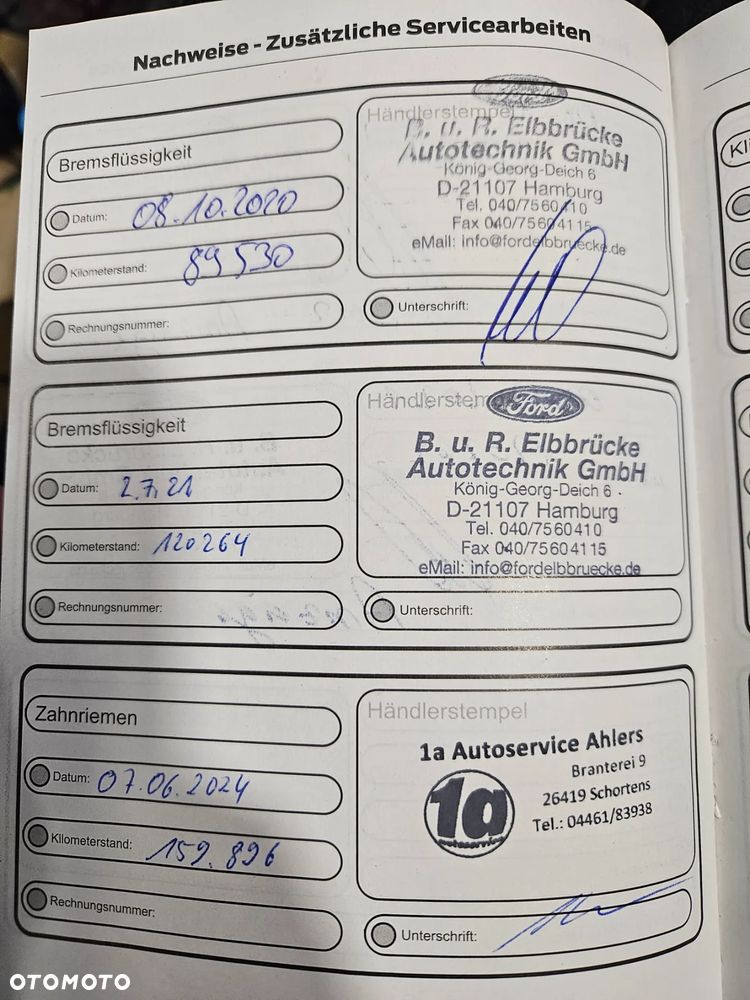 Nachweise - Zusätzliche Servicearbeiten
Bremsflüssigkeit
Datum: 08.10.2020
Kilometerstand: 89530
Rechnungsnummer:
Ford
Händlerstempel
B. u. R. Elbbrücke
Autotechnik GmbH
König-Georg-Deich 6
D-21107 Hamburg
Tel. 040/7560410
Fax 040/75604115
eMail: info@fordelbbruecke.de
Unterschrift:
Bremsflüssigkeit
Datum: 2.7.21
Kilometerstand: 120264
Rechnungsnummer:
Händlerstem
Ford
B. u. R. Elbbrücke
Autotechnik GmbH
König-Georg-Deich 6
D-21107 Hamburg
Tel. 040/7560410
Fax 040/75604115
eMail: info@fordelbbruecke.de
Unterschrift:
Zahnriemen
Datum: 07.06.2024
Kilometerstand: 159.896
Rechnungsnummer:
Händlerstempel
1a Autoservice Ahlers
Branterei 9
26419 Schortens
Tel.: 04461/83938
1a
autoservice
Unterschrift:
Kli
OTOMOTO